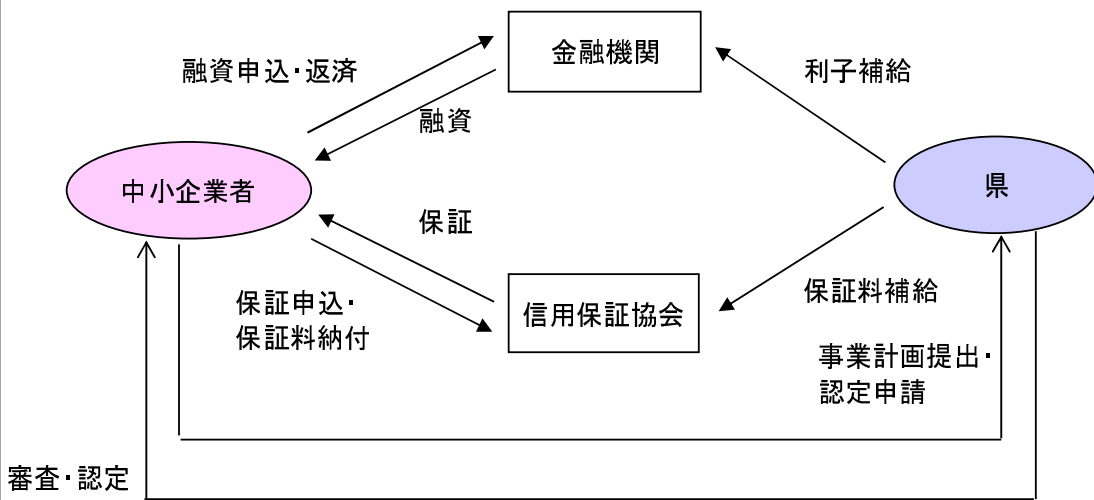 金融機関
融資申込・返済
利子補給
融資
中小企業者
県
保証
保証申込・
保証料納付
信用保証協会
保証料補給
事業計画提出・
認定申請
審査・認定